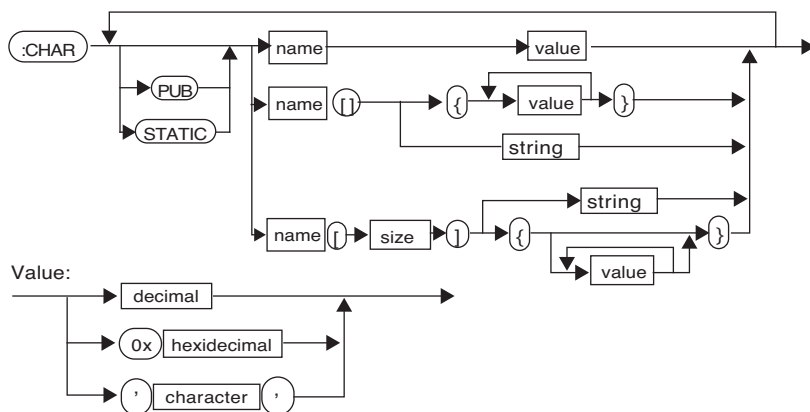 :CHAR name value
PUB
name [] { value }
STATIC
string
string
name [ size ] { }
value
Value:
decimal
0x hexidecimal
' character '